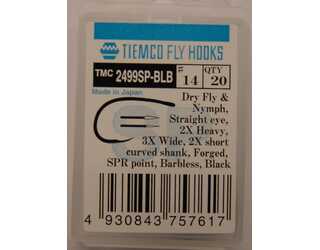 TIEMCO FLY HOOKS
TMC 2499SP-BLB # 14 QTY 20
Made in Japan
Dry Fly &
Nymph,
Straight eye,
2X Heavy,
3X Wide, 2X short
curved shank, Forged,
SPR point, Barbless, Black
4 930843 757617